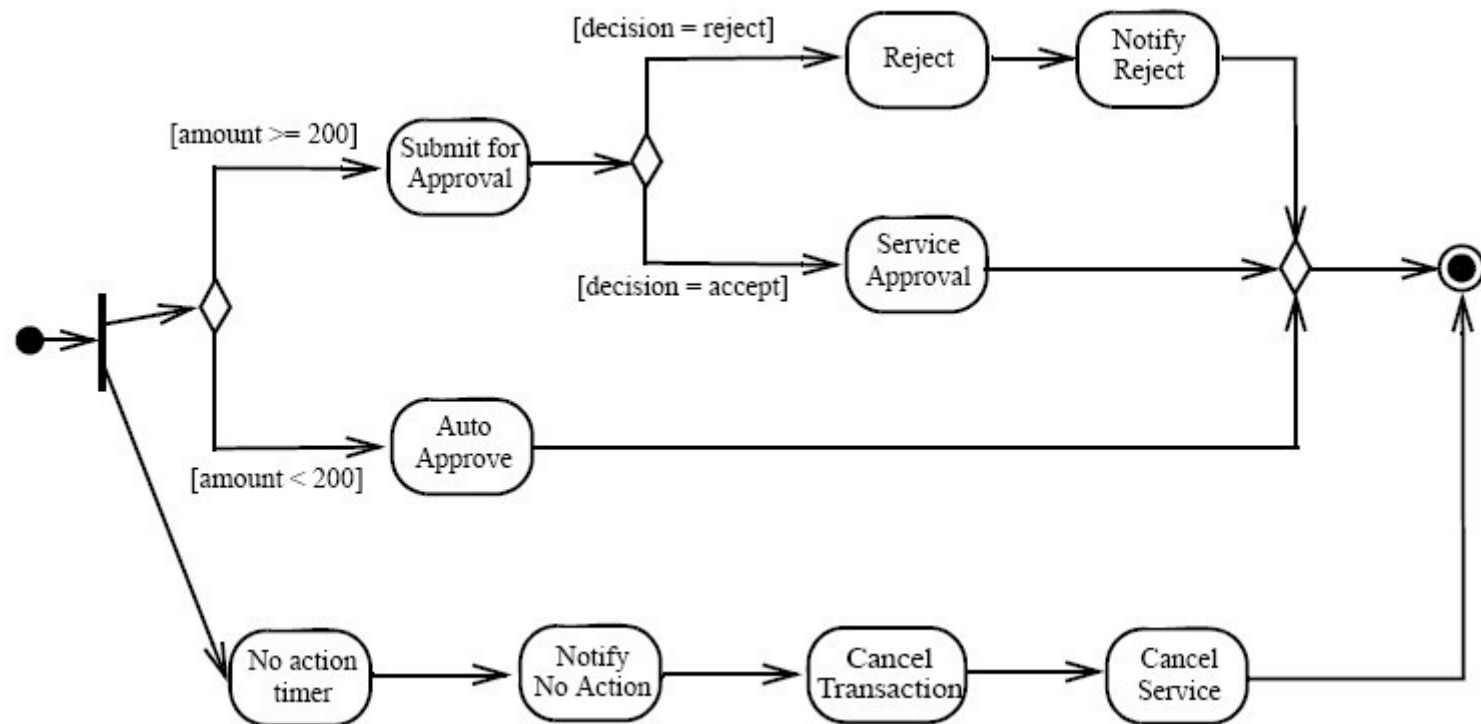 [decision = reject]
Reject
Notify
Reject
[amount >= 200]
Submit for
Approval
Service
Approval
[decision = accept]
Auto
Approve
[amount < 200]
No action
timer
Notify
No Action
Cancel
Transaction
Cancel
Service